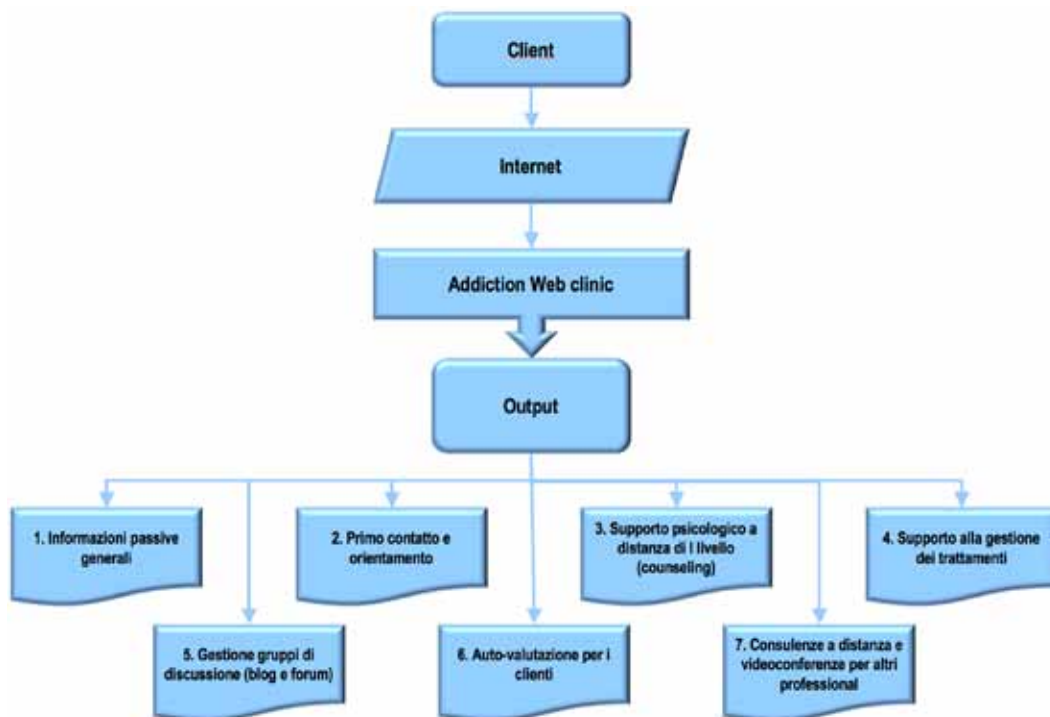 Client
Internet
Addiction Web clinic
Output
1. Informazioni passive
generali
2. Primo contatto e
orientamento
3. Supporto psicologico a
distanza di I livello
(counseling)
4. Supporto alla gestione
dei trattamenti
5. Gestione gruppi di
discussione (blog e forum)
6. Auto-valutazione per i
clienti
7. Consulenze a distanza e
videoconferenze per altri
professional